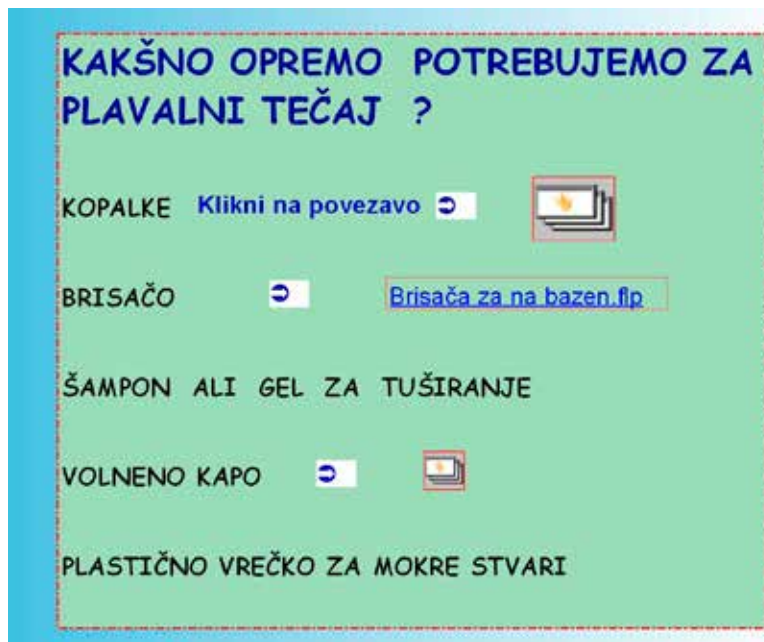 KAKŠNO OPREMO POTREBUJEMO ZA
PLAVALNI TEČAJ ?
KOPALKE Klikni na povezavo ➲
BRISAČO ➲ Brisača za na bazen.flp
ŠAMPON ALI GEL ZA TUŠIRANJE
VOLNENO KAPO ➲
PLASTIČNO VREČKO ZA MOKRE STVARI